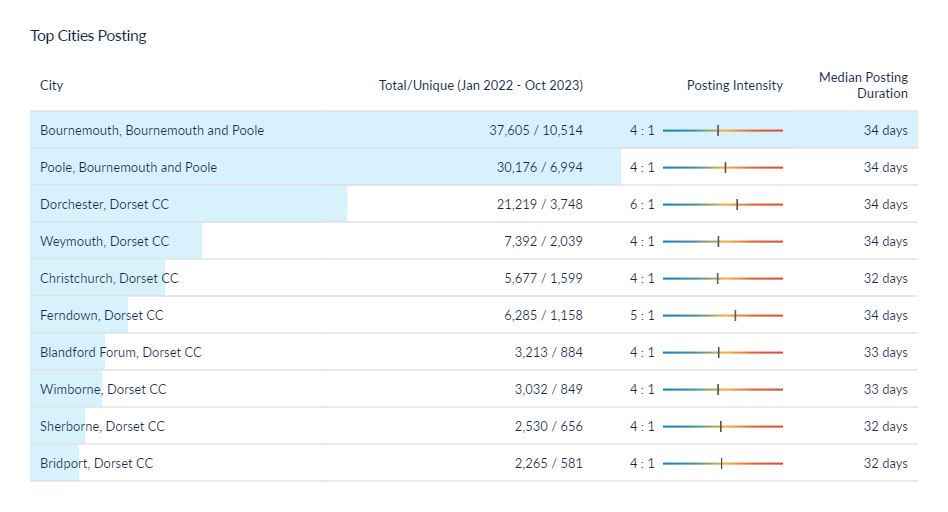 Top Cities Posting
City Total/Unique (Jan 2022 - Oct 2023) Posting Intensity Median Posting Duration
Bournemouth, Bournemouth and Poole 37,605 / 10,514 4 : 1 34 days
Poole, Bournemouth and Poole 30,176 / 6,994 4 : 1 34 days
Dorchester, Dorset CC 21,219 / 3,748 6 : 1 34 days
Weymouth, Dorset CC 7,392 / 2,039 4 : 1 34 days
Christchurch, Dorset CC 5,677 / 1,599 4 : 1 32 days
Ferndown, Dorset CC 6,285 / 1,158 5 : 1 34 days
Blandford Forum, Dorset CC 3,213 / 884 4 : 1 33 days
Wimborne, Dorset CC 3,032 / 849 4 : 1 33 days
Sherborne, Dorset CC 2,530 / 656 4 : 1 32 days
Bridport, Dorset CC 2,265 / 581 4 : 1 32 days